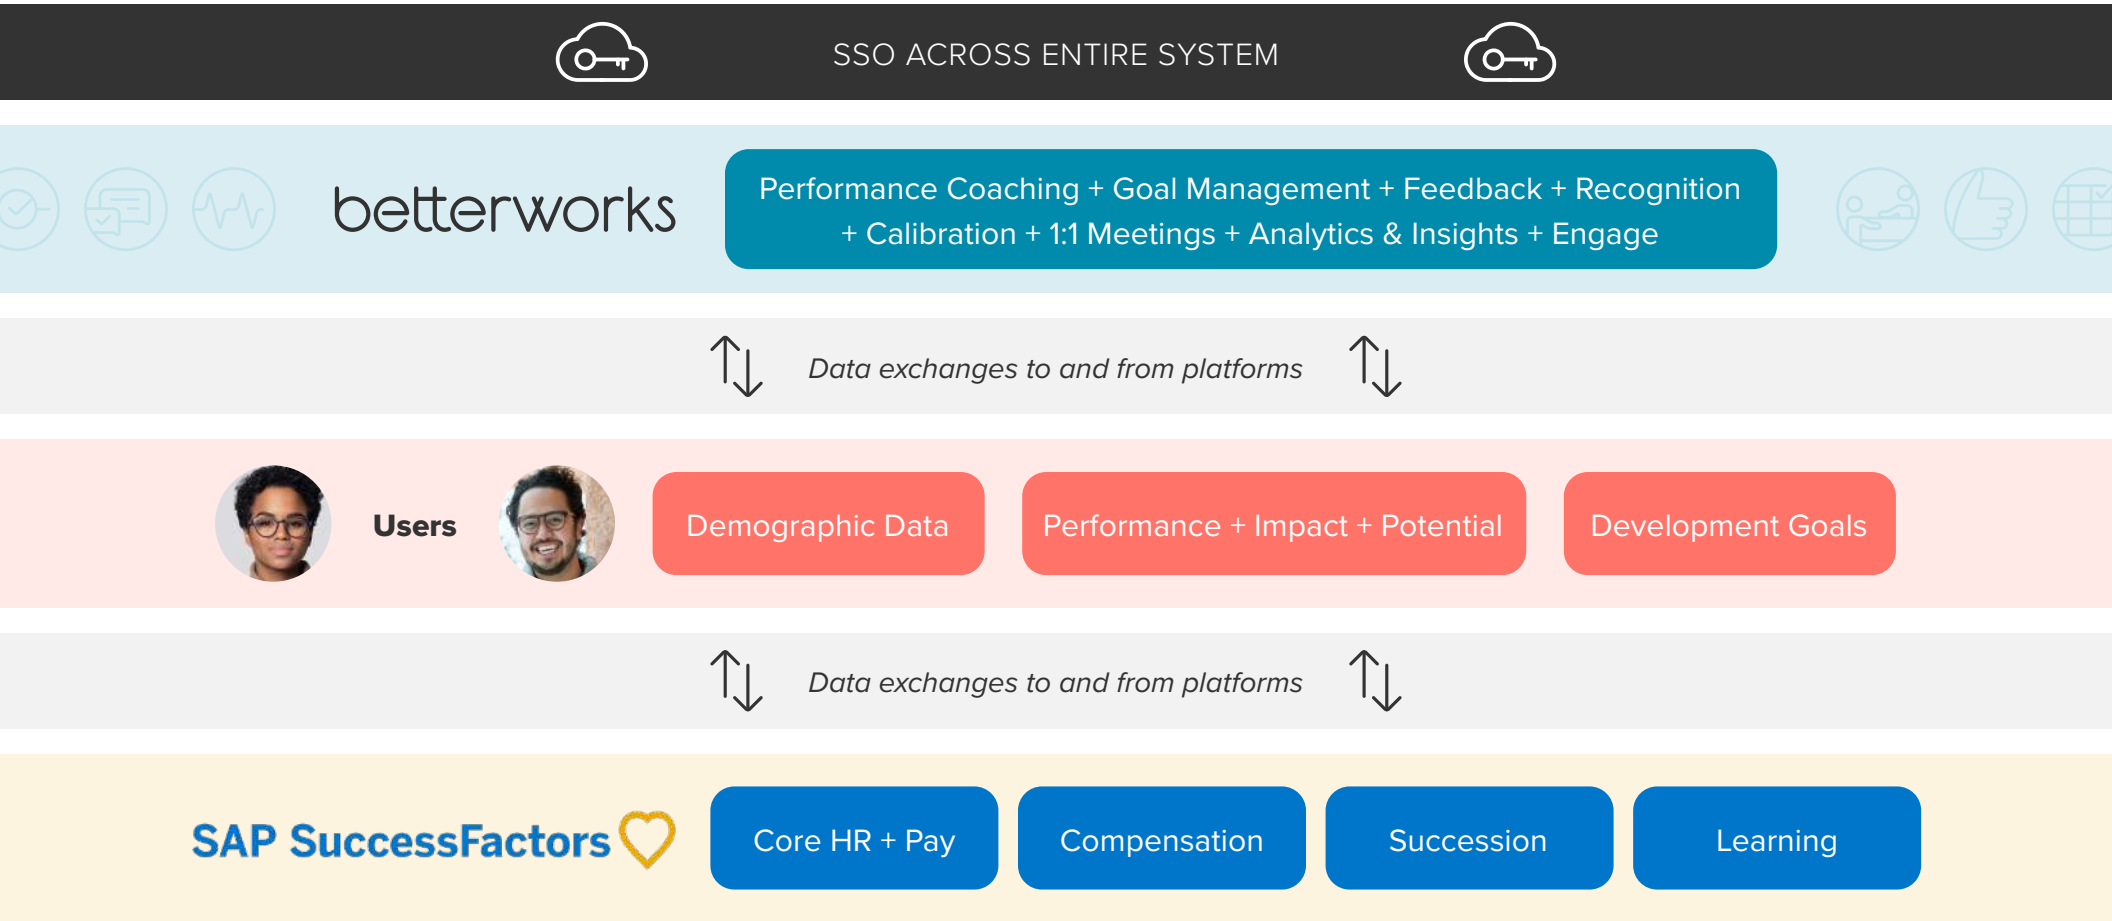 SSO ACROSS ENTIRE SYSTEM
betterworks
Performance Coaching + Goal Management + Feedback + Recognition
+ Calibration + 1:1 Meetings + Analytics & Insights + Engage
Data exchanges to and from platforms
Users
Demographic Data
Performance + Impact + Potential
Development Goals
Data exchanges to and from platforms
SAP SuccessFactors
Core HR + Pay
Compensation
Succession
Learning